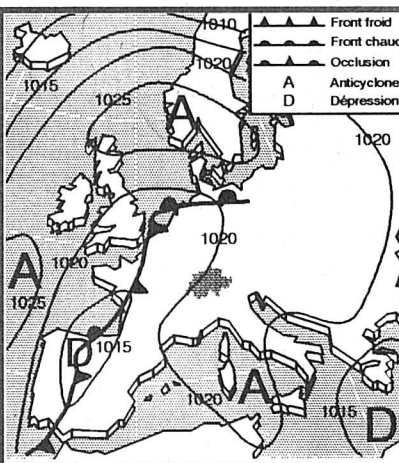 Front froid
Front chaud
Occlusion
A Anticyclone
D Dépression
1010
1015
1020
1025
A
1020
1020
A
1020
1025
D
1015
1020
A
1015
D